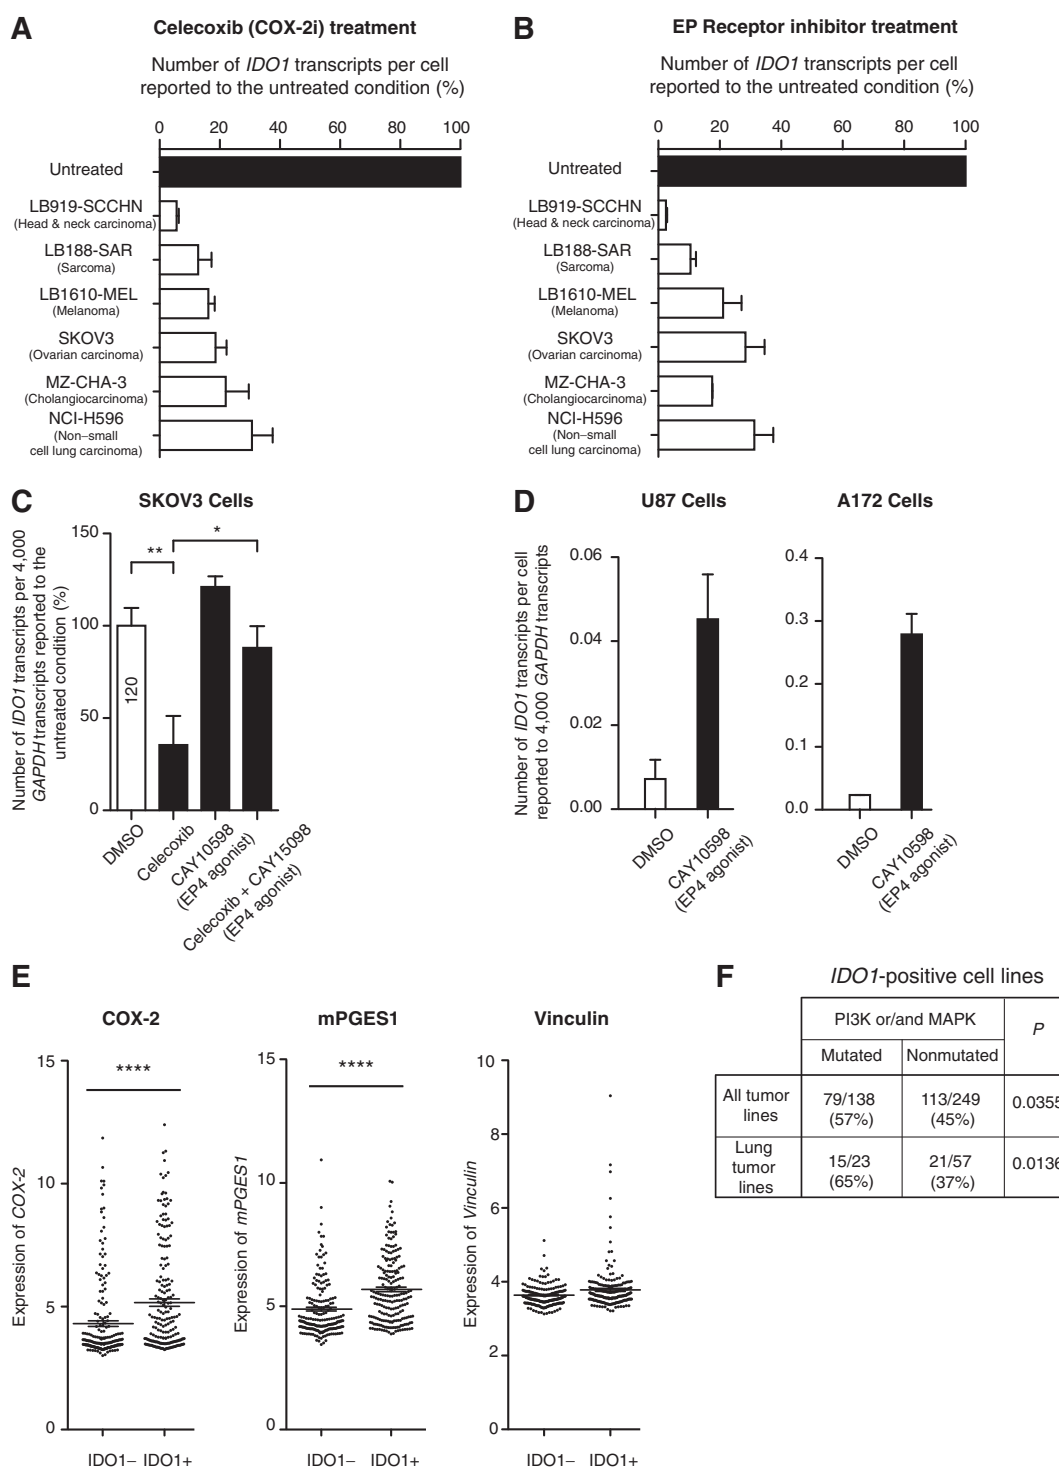 A
Celecoxib (COX-2i) treatment
Number of IDO1 transcripts per cell
reported to the untreated condition (%)
0 20 40 60 80 100
Untreated
LB919-SCCHN
(Head & neck carcinoma)
LB188-SAR
(Sarcoma)
LB1610-MEL
(Melanoma)
SKOV3
(Ovarian carcinoma)
MZ-CHA-3
(Cholangiocarcinoma)
NCI-H596
(Non–small
cell lung carcinoma)
B
EP Receptor inhibitor treatment
Number of IDO1 transcripts per cell
reported to the untreated condition (%)
0 20 40 60 80 100
Untreated
LB919-SCCHN
(Head & neck carcinoma)
LB188-SAR
(Sarcoma)
LB1610-MEL
(Melanoma)
SKOV3
(Ovarian carcinoma)
MZ-CHA-3
(Cholangiocarcinoma)
NCI-H596
(Non–small
cell lung carcinoma)
C
SKOV3 Cells
Number of IDO1 transcripts per 4,000
GAPDH transcripts reported to the
untreated condition (%)
150
100
50
0
**
*
120
DMSO
Celecoxib
CAY10598
(EP4 agonist)
Celecoxib + CAY15098
(EP4 agonist)
D
U87 Cells
Number of IDO1 transcripts per cell
reported to 4,000 GAPDH transcripts
0.06
0.04
0.02
0.00
DMSO
CAY10598
(EP4 agonist)
A172 Cells
0.4
0.3
0.2
0.1
0.0
DMSO
CAY10598
(EP4 agonist)
E
COX-2
Expression of COX-2
15
10
5
0
****
IDO1– IDO1+
mPGES1
Expression of mPGES1
15
10
5
0
****
IDO1– IDO1+
Vinculin
Expression of Vinculin
10
8
6
4
2
0
IDO1– IDO1+
F
IDO1-positive cell lines
PI3K or/and MAPK
P
Mutated Nonmutated
All tumor
lines
79/138
(57%)
113/249
(45%)
0.0355
Lung
tumor
lines
15/23
(65%)
21/57
(37%)
0.0136